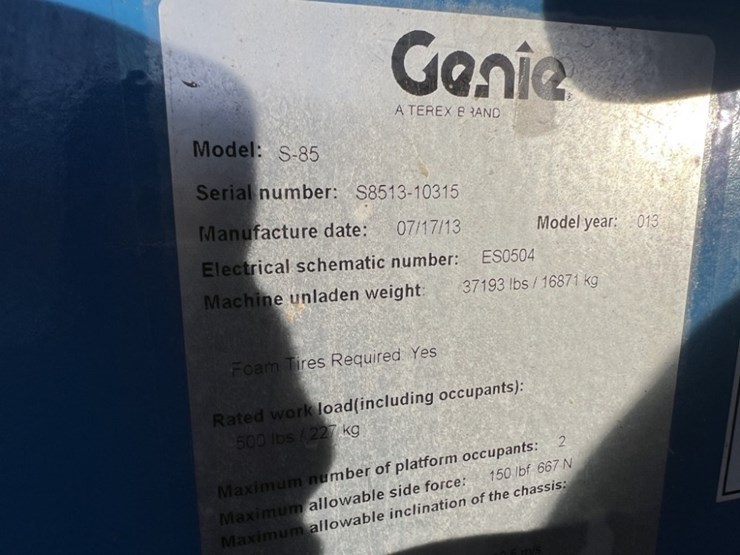 Genie
A TEREX BRAND
Model: S-85
Serial number: S8513-10315
Manufacture date: 07/17/13 Model year: 013
Electrical schematic number: ES0504
Machine unladen weight: 37193 lbs / 16871 kg
Foam Tires Required: Yes
Rated work load(including occupants):
500 lbs / 227 kg
Maximum number of platform occupants: 2
Maximum allowable side force: 150 lbf 667 N
Maximum allowable inclination of the chassis: